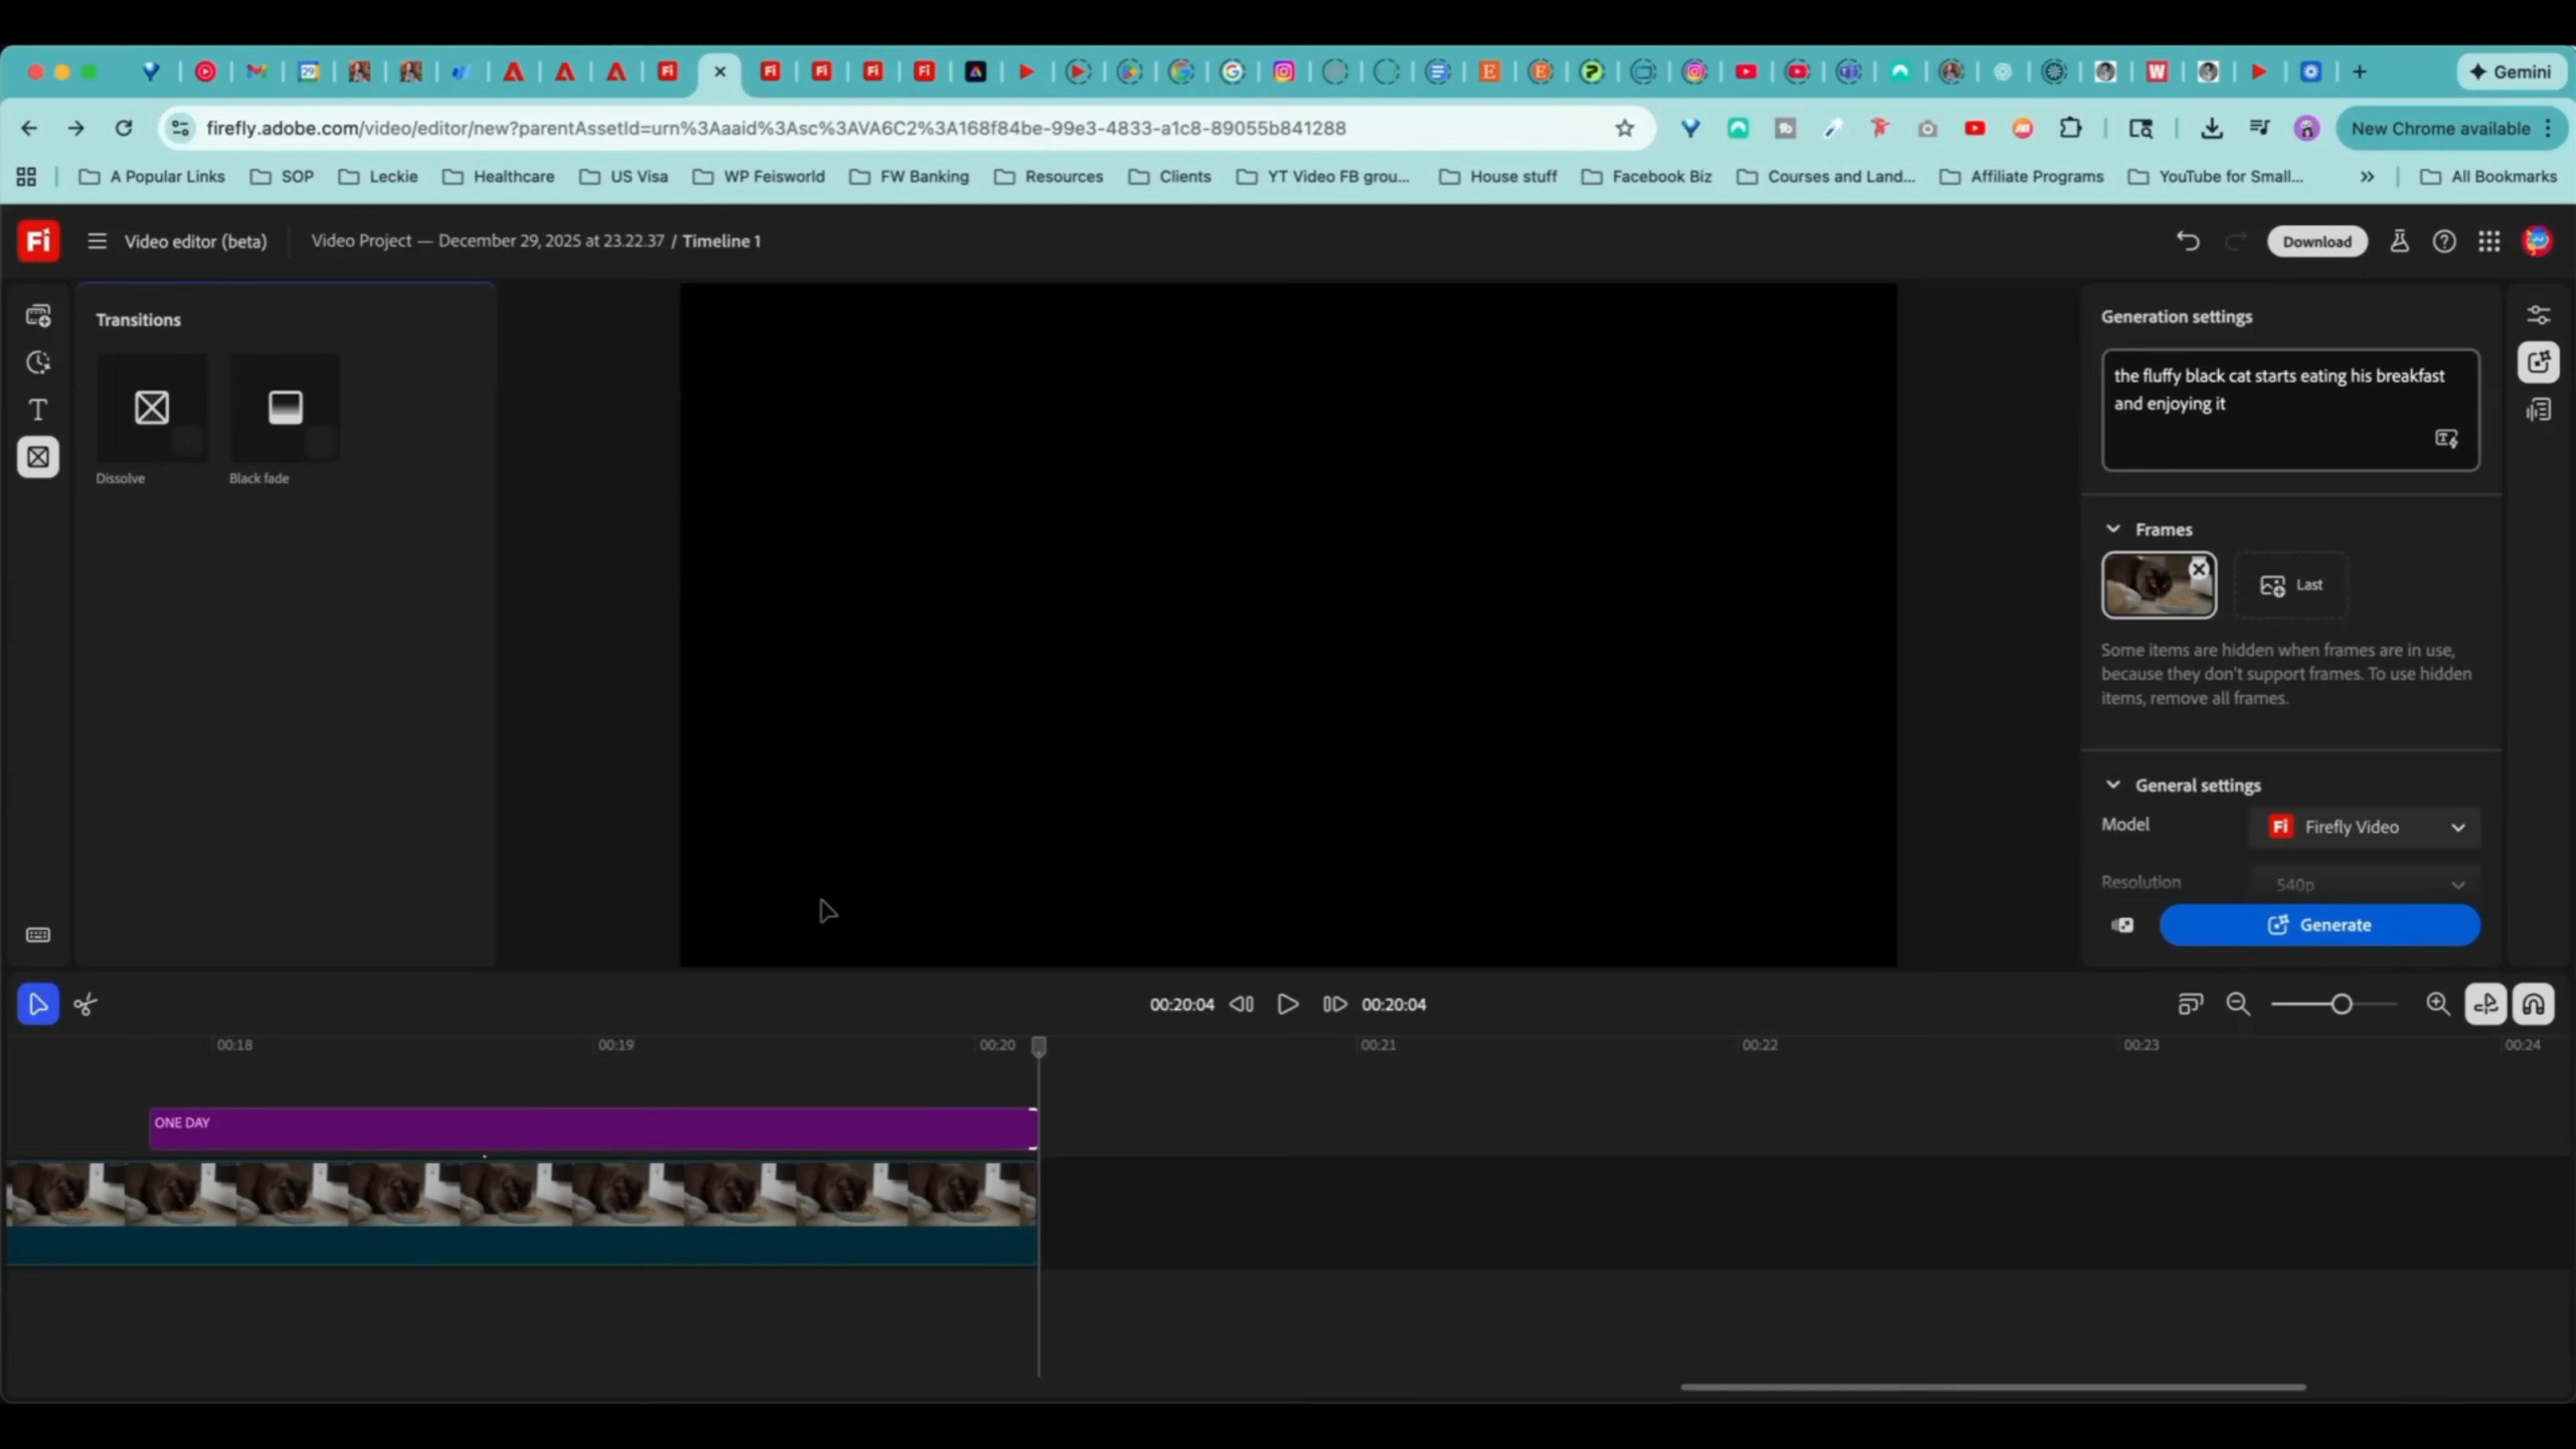 Gemini
firefly.adobe.com/video/editor/new?parentAssetId=urn%3Aaaid%3Asc%3AVA6C2%3A168f84be-99e3-4833-a1c8-89055b841288
New Chrome available
A Popular Links
SOP
Leckie
Healthcare
US Visa
WP Feisworld
FW Banking
Resources
Clients
YT Video FB grou...
House stuff
Facebook Biz
Courses and Land...
Affiliate Programs
YouTube for Small...
All Bookmarks
Fi
Video editor (beta)
Video Project — December 29, 2025 at 23.22.37 / Timeline 1
Download
Transitions
Dissolve
Black fade
Generation settings
the fluffy black cat starts eating his breakfast
and enjoying it
Frames
Last
Some items are hidden when frames are in use,
because they don't support frames. To use hidden
items, remove all frames.
General settings
Model
Fi Firefly Video
Resolution
540p
Generate
00:20:04
00:20:04
00:18
00:19
00:20
00:21
00:22
00:23
00:24
ONE DAY